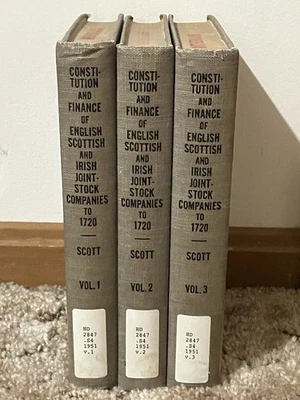 CONSTI-
TUTION
AND
FINANCE
OF
ENGLISH
SCOTTISH
AND
IRISH
JOINT-
STOCK
COMPANIES
TO
1720
SCOTT
VOL. 1
HD
2847
.S4
1951
v.1
CONSTI-
TUTION
AND
FINANCE
OF
ENGLISH
SCOTTISH
AND
IRISH
JOINT-
STOCK
COMPANIES
TO
1720
SCOTT
VOL. 2
HD
2847
.S4
1951
v.2
CONSTI-
TUTION
AND
FINANCE
OF
ENGLISH
SCOTTISH
AND
IRISH
JOINT-
STOCK
COMPANIES
TO
1720
SCOTT
VOL. 3
HD
2847
.S4
1951
v.3